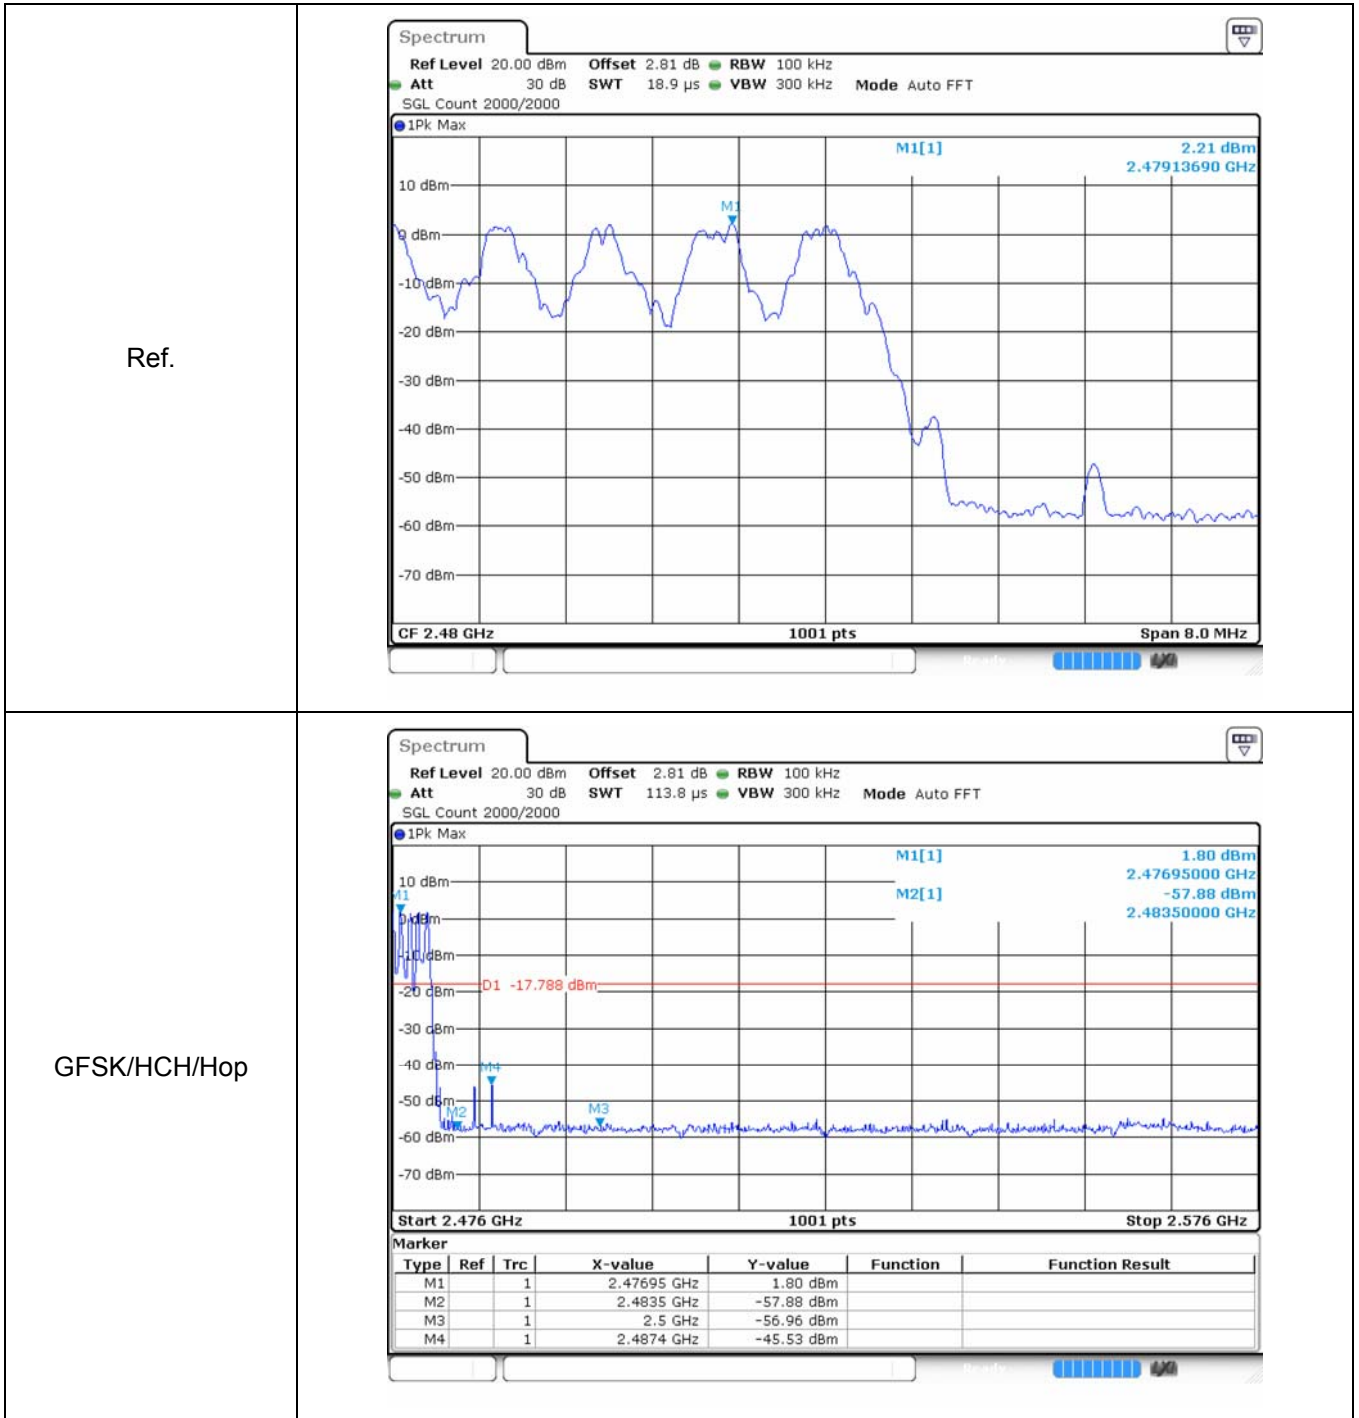 Ref.
Spectrum
Ref Level 20.00 dBm Offset 2.81 dB RBW 100 kHz
Att 30 dB SWT 18.9 µs VBW 300 kHz Mode Auto FFT
SGL Count 2000/2000
1Pk Max
M1[1] 2.21 dBm
2.47913690 GHz
10 dBm
M1
0 dBm
-10 dBm
-20 dBm
-30 dBm
-40 dBm
-50 dBm
-60 dBm
-70 dBm
CF 2.48 GHz 1001 pts Span 8.0 MHz
Ready
GFSK/HCH/Hop
Spectrum
Ref Level 20.00 dBm Offset 2.81 dB RBW 100 kHz
Att 30 dB SWT 113.8 µs VBW 300 kHz Mode Auto FFT
SGL Count 2000/2000
1Pk Max
M1[1] 1.80 dBm
2.47695000 GHz
10 dBm
M1
M2[1] -57.88 dBm
2.48350000 GHz
0 dBm
-10 dBm
D1 -17.788 dBm
-20 dBm
-30 dBm
-40 dBm
M4
-50 dBm
M2
M3
-60 dBm
-70 dBm
Start 2.476 GHz 1001 pts Stop 2.576 GHz
Marker
Type Ref Trc X-value Y-value Function Function Result
M1 1 2.47695 GHz 1.80 dBm
M2 1 2.4835 GHz -57.88 dBm
M3 1 2.5 GHz -56.96 dBm
M4 1 2.4874 GHz -45.53 dBm
Ready